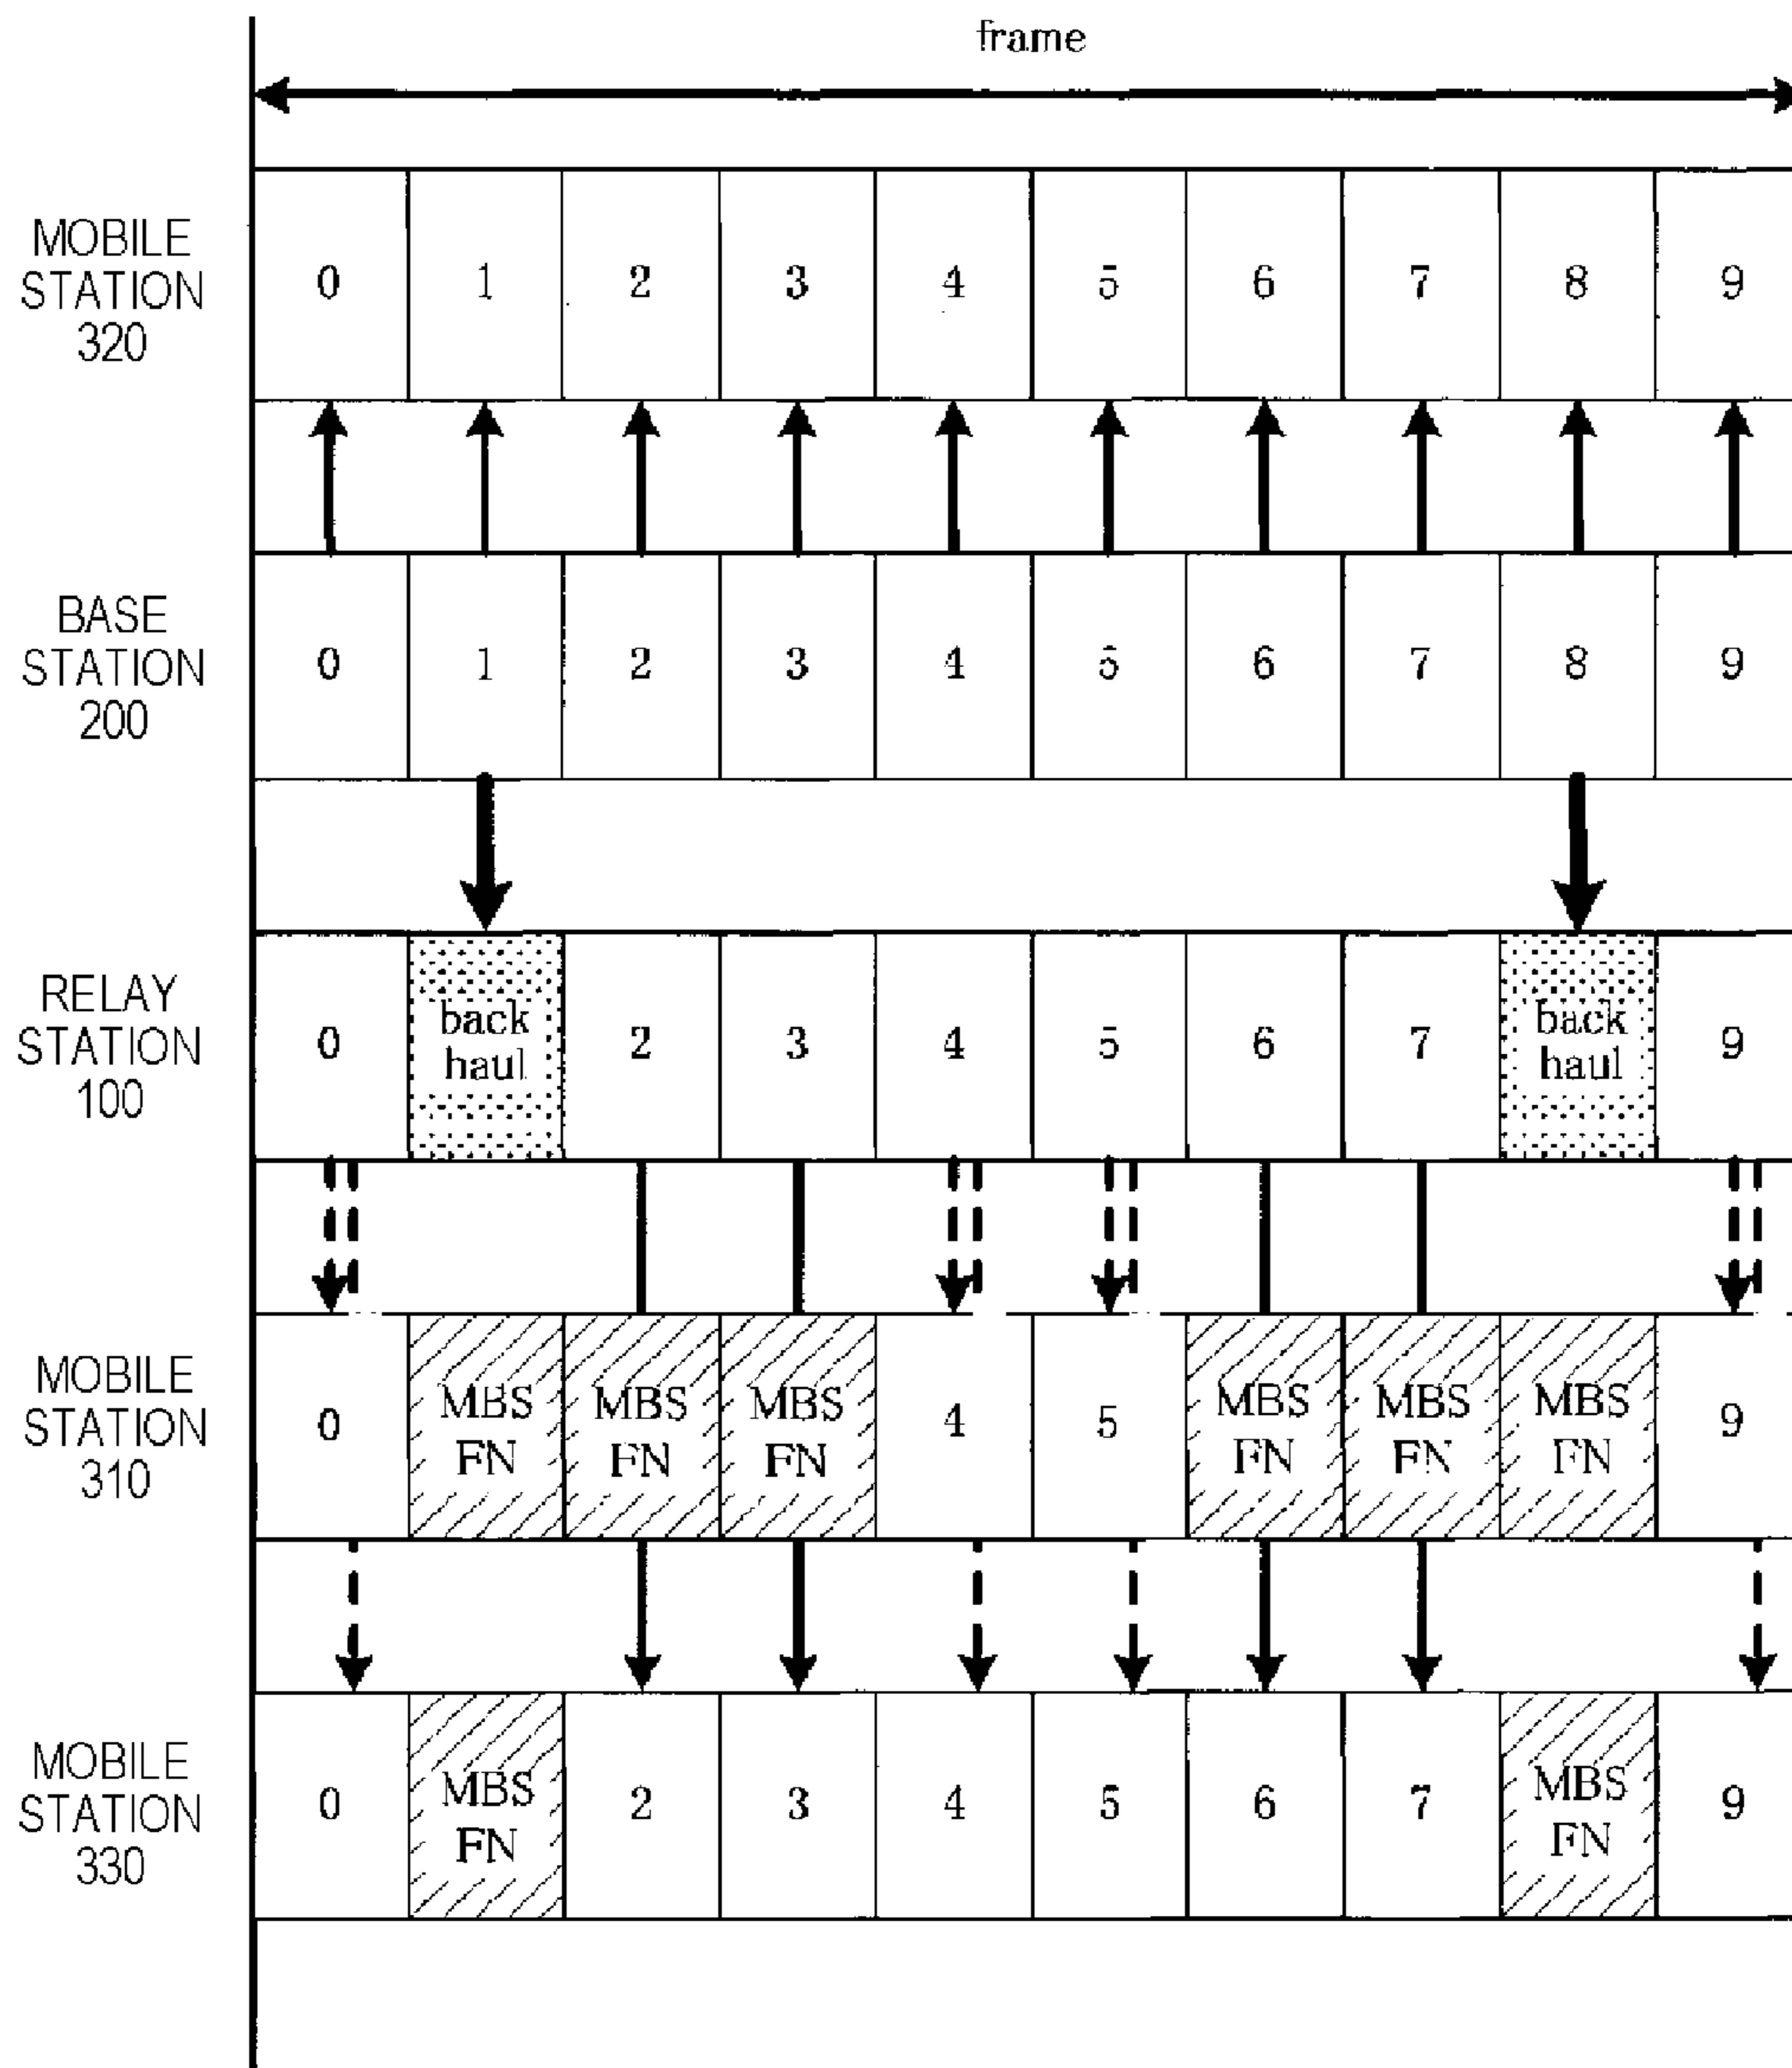 frame
MOBILE
STATION
320
0 1 2 3 4 5 6 7 8 9
BASE
STATION
200
0 1 2 3 4 5 6 7 8 9
RELAY
STATION
100
0 back haul 2 3 4 5 6 7 back haul 9
MOBILE
STATION
310
0 MBS FN MBS FN MBS FN 4 5 MBS FN MBS FN MBS FN 9
MOBILE
STATION
330
0 MBS FN 2 3 4 5 6 7 MBS FN 9